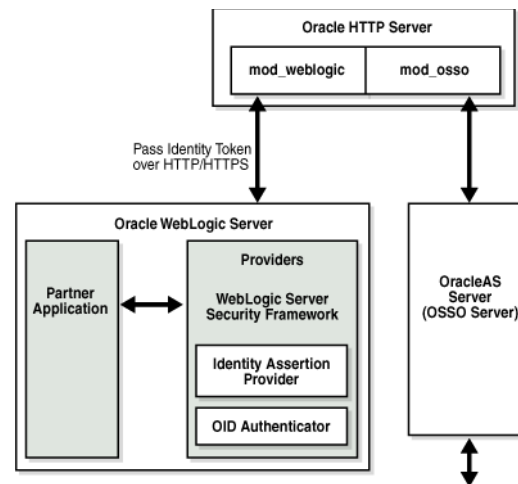 Oracle HTTP Server
mod_weblogic
mod_osso
Pass Identity Token
over HTTP/HTTPS
Oracle WebLogic Server
Partner
Application
Providers
WebLogic Server
Security Framework
Identity Assertion
Provider
OID Authenticator
OracleAS
Server
(OSSO Server)